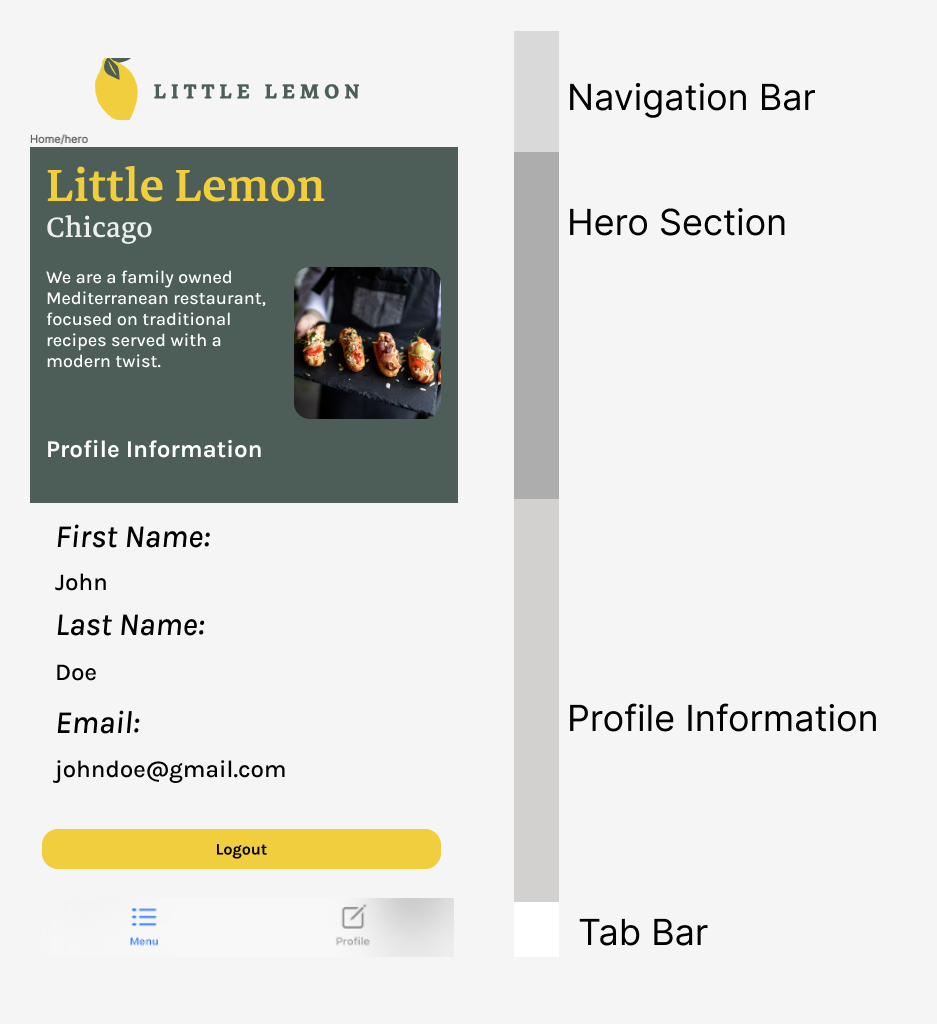 LITTLE LEMON
Home/hero
Little Lemon
Chicago
We are a family owned
Mediterranean restaurant,
focused on traditional
recipes served with a
modern twist.
Profile Information
First Name:
John
Last Name:
Doe
Email:
johndoe@gmail.com
Logout
Menu
Profile
Navigation Bar
Hero Section
Profile Information
Tab Bar